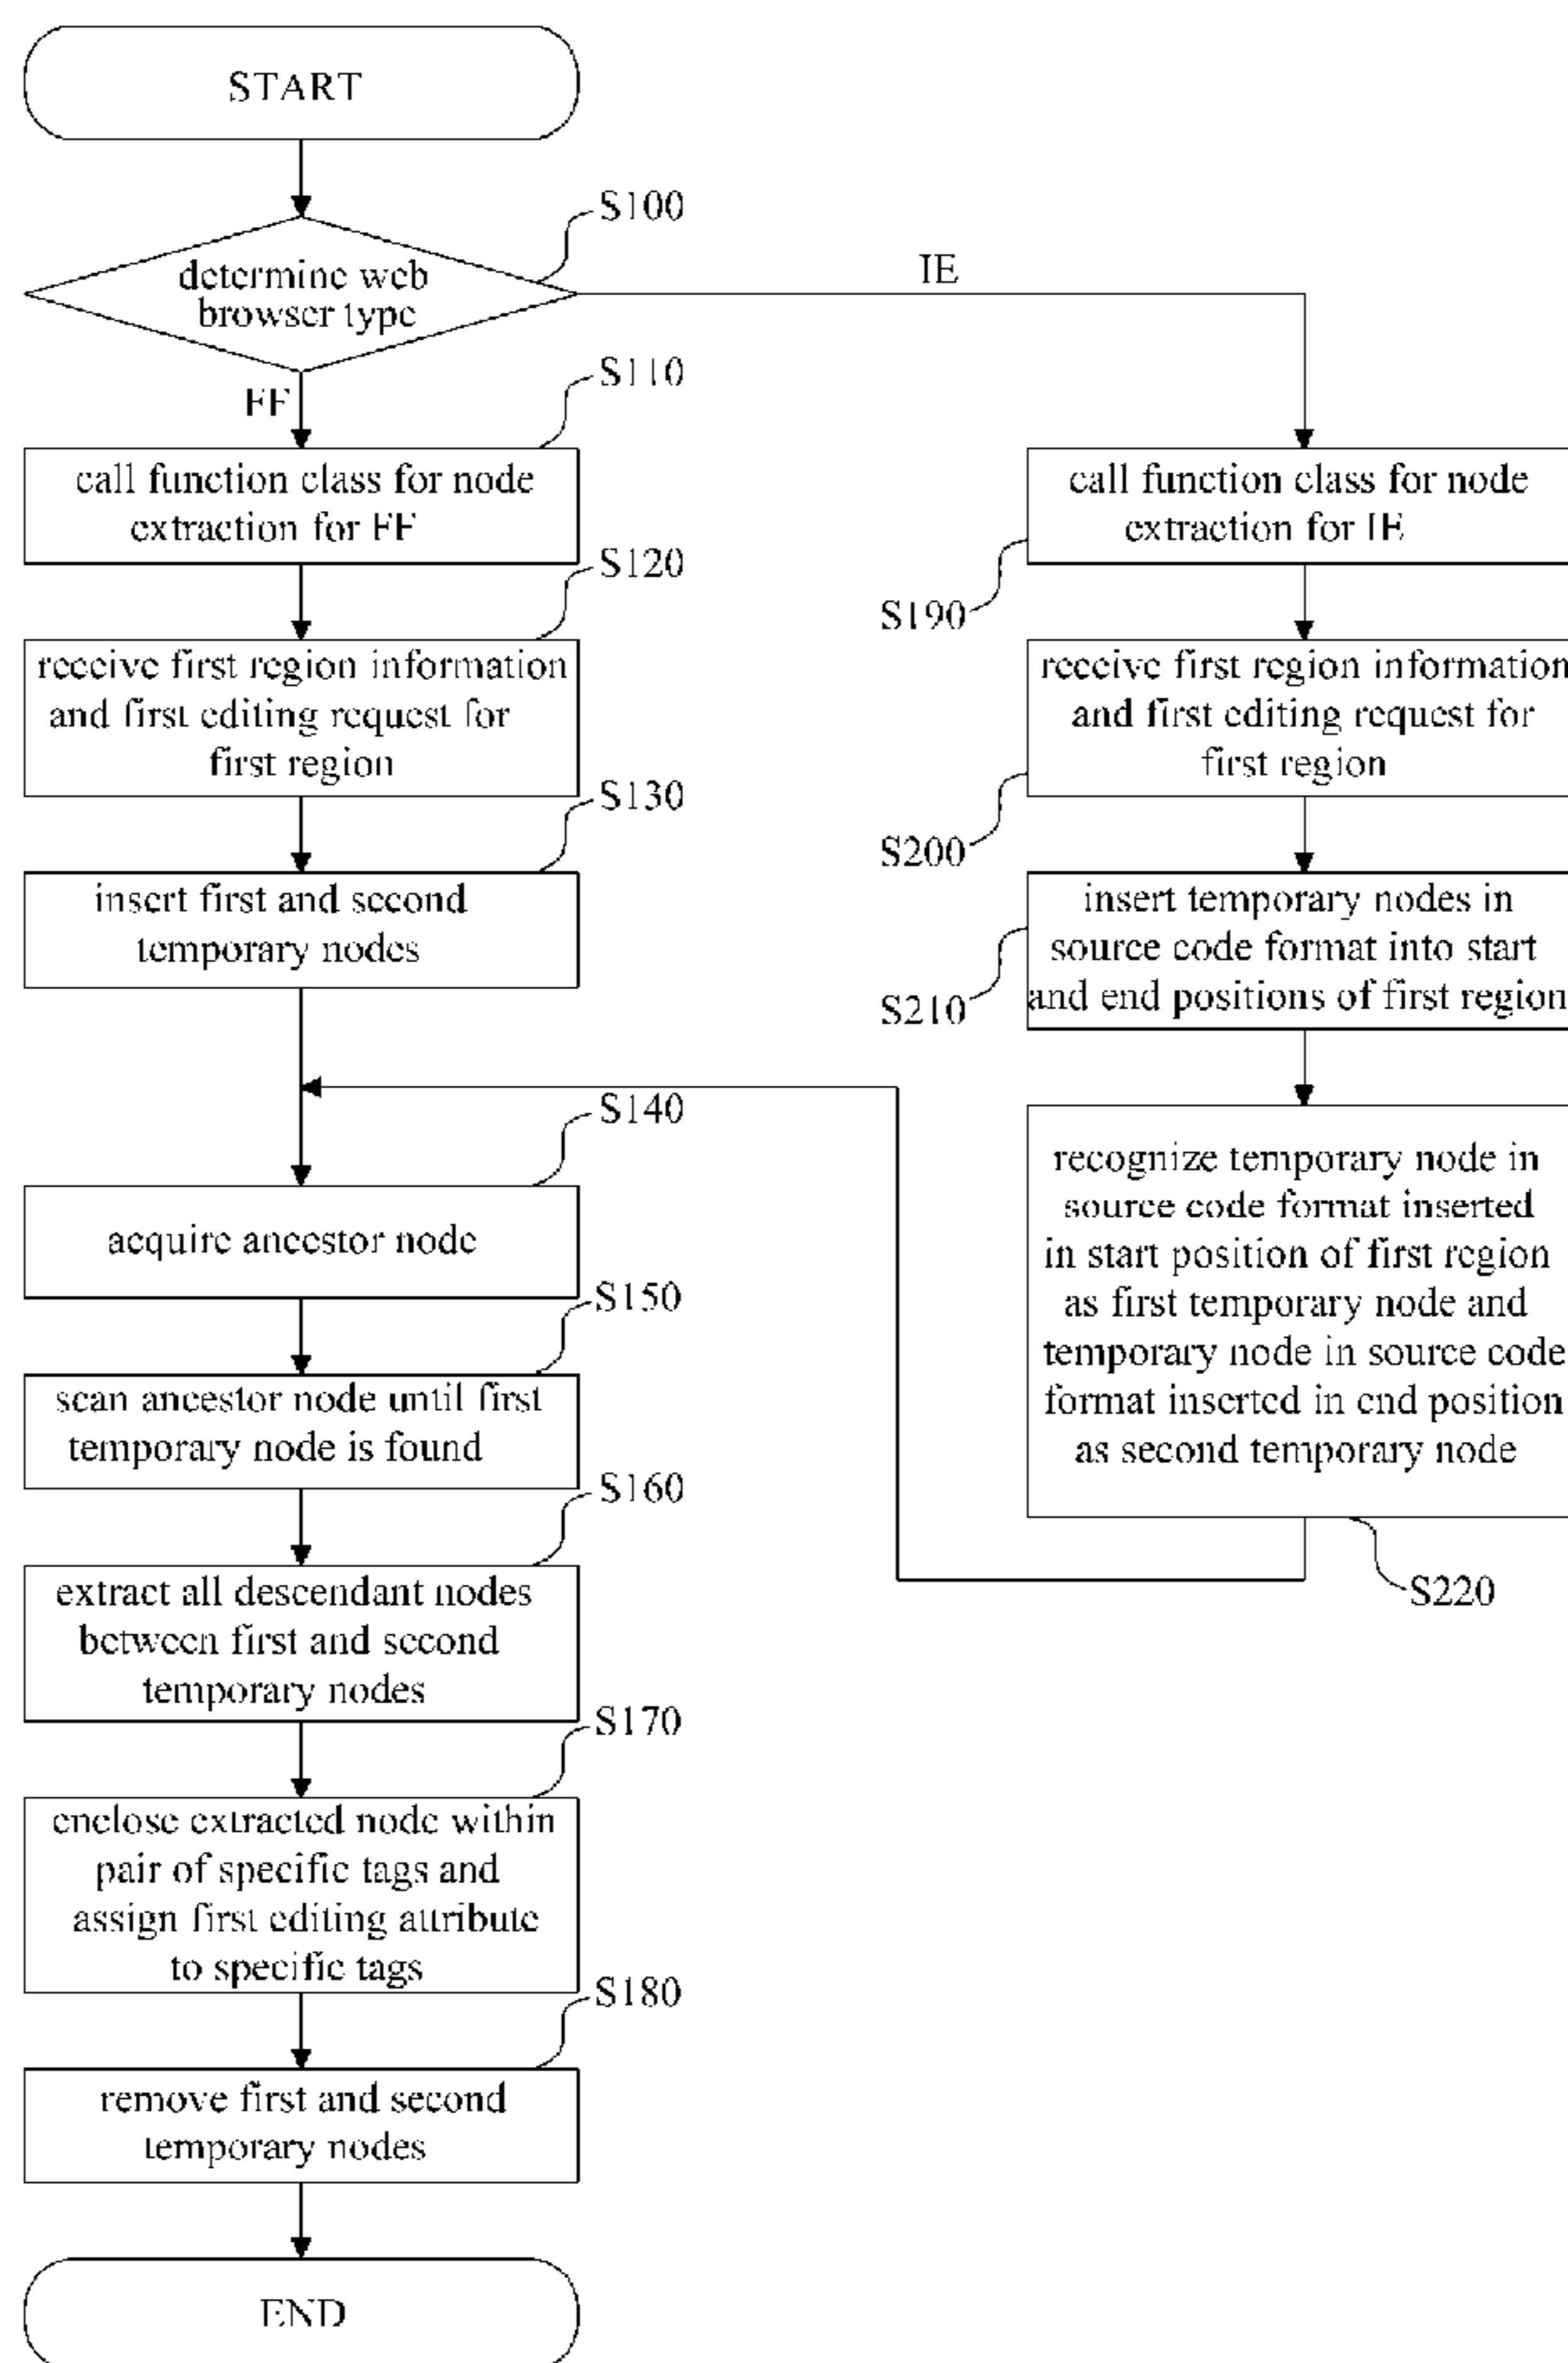 START
S100
determine web
browser type
IE
FF
S110
call function class for node
extraction for FF
S120
receive first region information
and first editing request for
first region
S130
insert first and second
temporary nodes
S140
acquire ancestor node
S150
scan ancestor node until first
temporary node is found
S160
extract all descendant nodes
between first and second
temporary nodes
S170
enclose extracted node within
pair of specific tags and
assign first editing attribute
to specific tags
S180
remove first and second
temporary nodes
END
call function class for node
extraction for IE
S190
receive first region information
and first editing request for
first region
S200
insert temporary nodes in
source code format into start
and end positions of first region
S210
recognize temporary node in
source code format inserted
in start position of first region
as first temporary node and
temporary node in source code
format inserted in end position
as second temporary node
S220